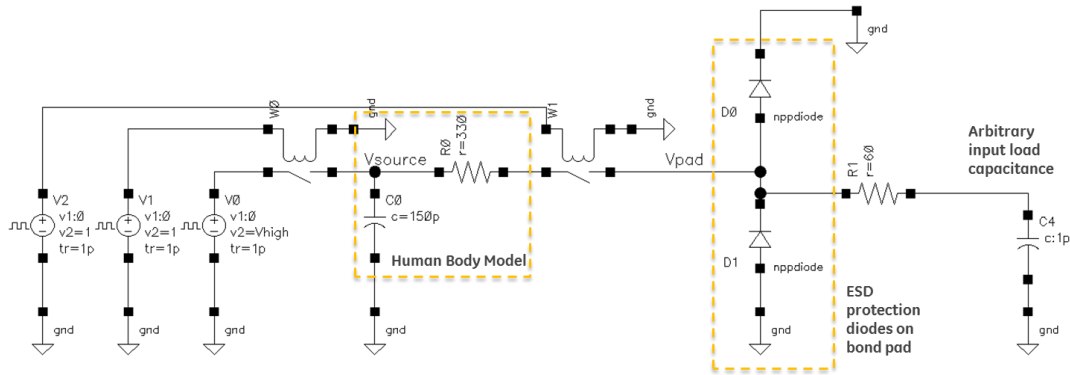 gnd
D0
nppdiode
W0
gnd
W1
gnd
Vsource
R0
r=330
Vpad
R1
r=60
Arbitrary
input load
capacitance
V2
v1:0
v2=1
tr=1p
V1
v1:0
v2=1
tr=1p
V0
v1:0
v2=Vhigh
tr=1p
C0
c=150p
Human Body Model
D1
nppdiode
C4
c:1p
ESD
protection
diodes on
bond pad
gnd
gnd
gnd
gnd
gnd
gnd